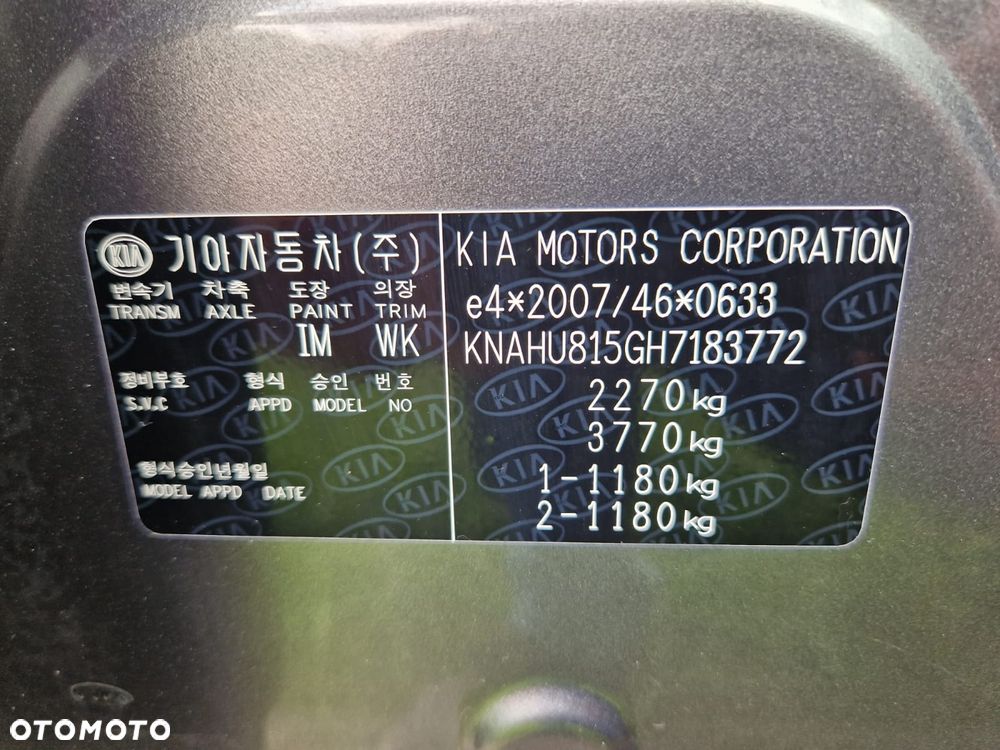 KIA 기아자동차(주)
변속기 차축 도장 의장
TRANSM AXLE PAINT TRIM
IM WK
정비부호 형식 승인 번호
S.V.C APPD MODEL NO
형식승인년월일
MODEL APPD DATE
KIA MOTORS CORPORATION
e4*2007/46*0633
KNAHU815GH7183772
2270kg
3770kg
1-1180kg
2-1180kg
OTOMOTO